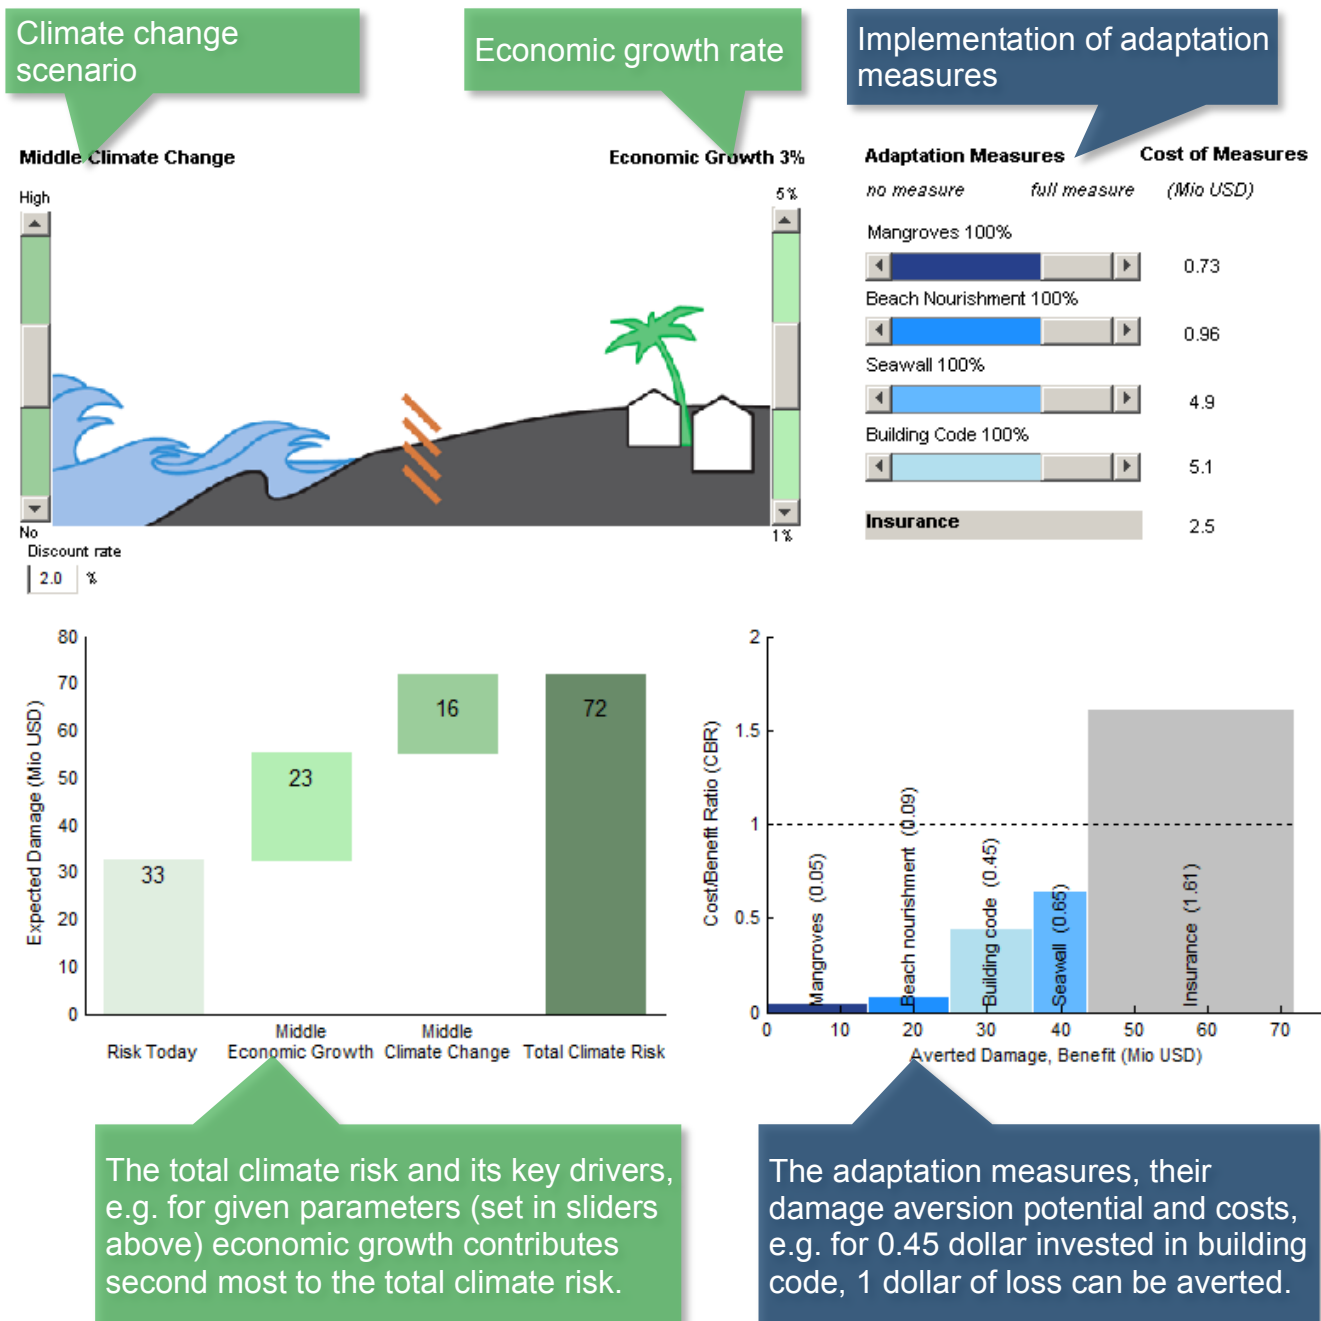 Climate change
scenario
Economic growth rate
Implementation of adaptation
measures
Middle Climate Change
Economic Growth 3%
Adaptation Measures
Cost of Measures
High
5 %
no measure
full measure
(Mio USD)
Mangroves 100%
0.73
Beach Nourishment 100%
0.96
Seawall 100%
4.9
Building Code 100%
5.1
Insurance
2.5
No
1 %
Discount rate
2.0 %
80
70
60
50
40
30
20
10
0
Expected Damage (Mio USD)
33
23
16
72
Risk Today
Middle
Economic Growth
Middle
Climate Change
Total Climate Risk
2
1.5
1
0.5
0
Cost/Benefit Ratio (CBR)
Mangroves (0.05)
Beach nourishment (0.09)
Building code (0.45)
Seawall (0.65)
Insurance (1.61)
0 10 20 30 40 50 60 70
Averted Damage, Benefit (Mio USD)
The total climate risk and its key drivers,
e.g. for given parameters (set in sliders
above) economic growth contributes
second most to the total climate risk.
The adaptation measures, their
damage aversion potential and costs,
e.g. for 0.45 dollar invested in building
code, 1 dollar of loss can be averted.